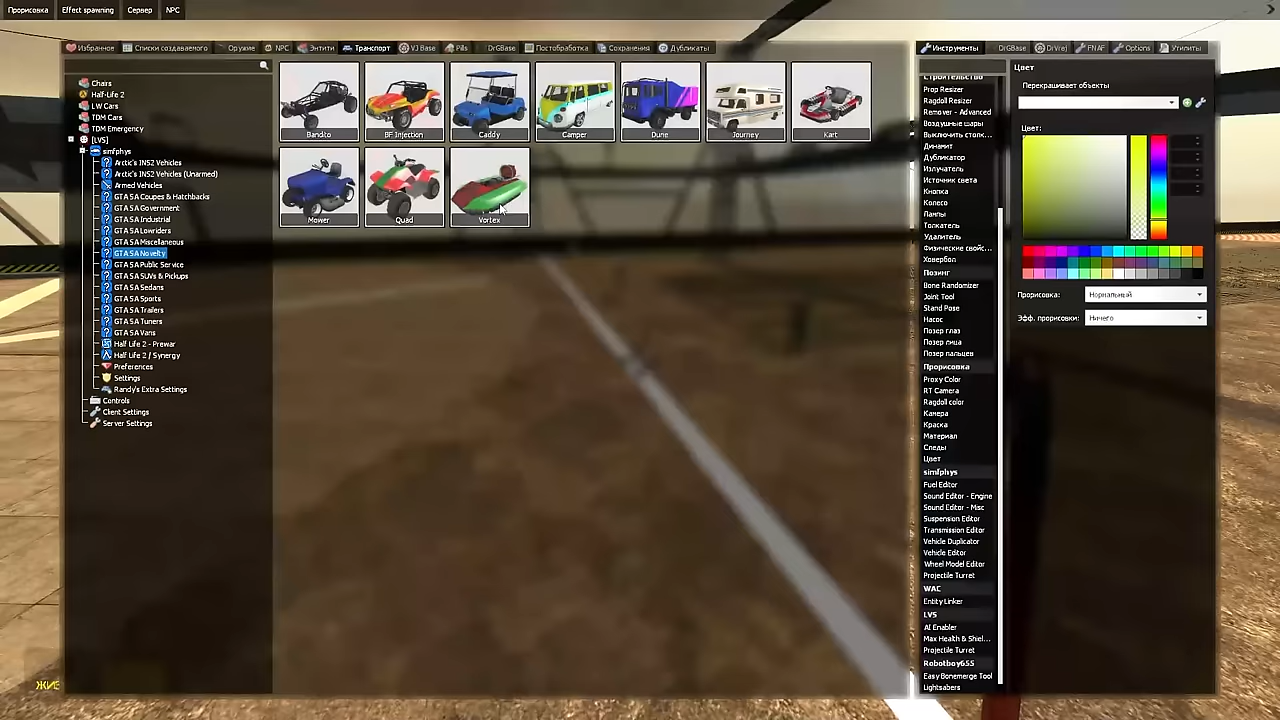 Прорисовка Effect spawning Сервер NPC
Избранное Списки создаваемого Оружие NPC Энтити Транспорт VJ Base Pills DrGBase Постобработка Сохранения Дубликаты
Инструменты DrGBase DrVrej FNAF Options Утилиты
Chairs
Half-Life 2
LW Cars
TDM Cars
TDM Emergency
[LVS]
simfphys
Arctic's INS2 Vehicles
Arctic's INS2 Vehicles (Unarmed)
Armed Vehicles
GTA SA Coupes & Hatchbacks
GTA SA Government
GTA SA Industrial
GTA SA Lowriders
GTA SA Miscellaneous
GTA SA Novelty
GTA SA Public Service
GTA SA SUVs & Pickups
GTA SA Sedans
GTA SA Sports
GTA SA Trailers
GTA SA Tuners
GTA SA Vans
Half Life 2 - Prewar
Half Life 2 / Synergy
Preferences
Settings
Randy's Extra Settings
Controls
Client Settings
Server Settings
Bandito BF Injection Caddy Camper Dune Journey Kart
Mower Quad Vortex
Строительство
Prop Resizer
Ragdoll Resizer
Remover - Advanced
Воздушные шары
Выключить столк...
Динамит
Дубликатор
Излучатель
Источник света
Кнопка
Колесо
Лампы
Толкатель
Удалитель
Физические свойс...
Ховербол
Позинг
Bone Randomizer
Joint Tool
Stand Pose
Насос
Позер глаз
Позер лица
Позер пальцев
Прорисовка
Proxy Color
RT Camera
Ragdoll color
Камера
Краска
Материал
Следы
Цвет
simfphys
Fuel Editor
Sound Editor - Engine
Sound Editor - Misc
Suspension Editor
Transmission Editor
Vehicle Duplicator
Vehicle Editor
Wheel Model Editor
Projectile Turret
WAC
Entity Linker
LVS
AI Enabler
Max Health & Shiel...
Projectile Turret
Robotboy655
Easy Bonemerge Tool
Lightsabers
Цвет
Перекрашивает объекты
Цвет:
Прорисовка: Нормальный
Эфф. прорисовки: Ничего